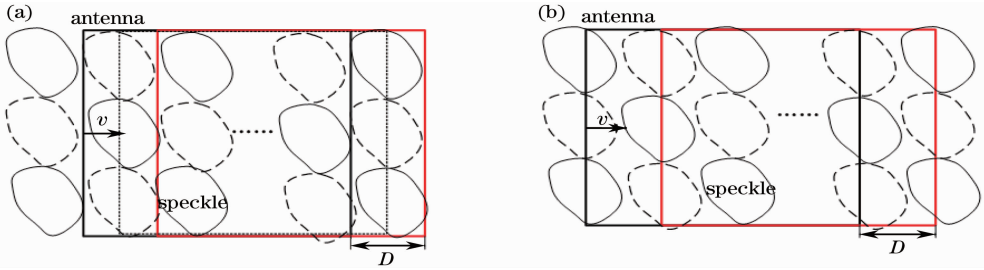 (a)
antenna
v
......
speckle
D
(b)
antenna
v
......
speckle
D